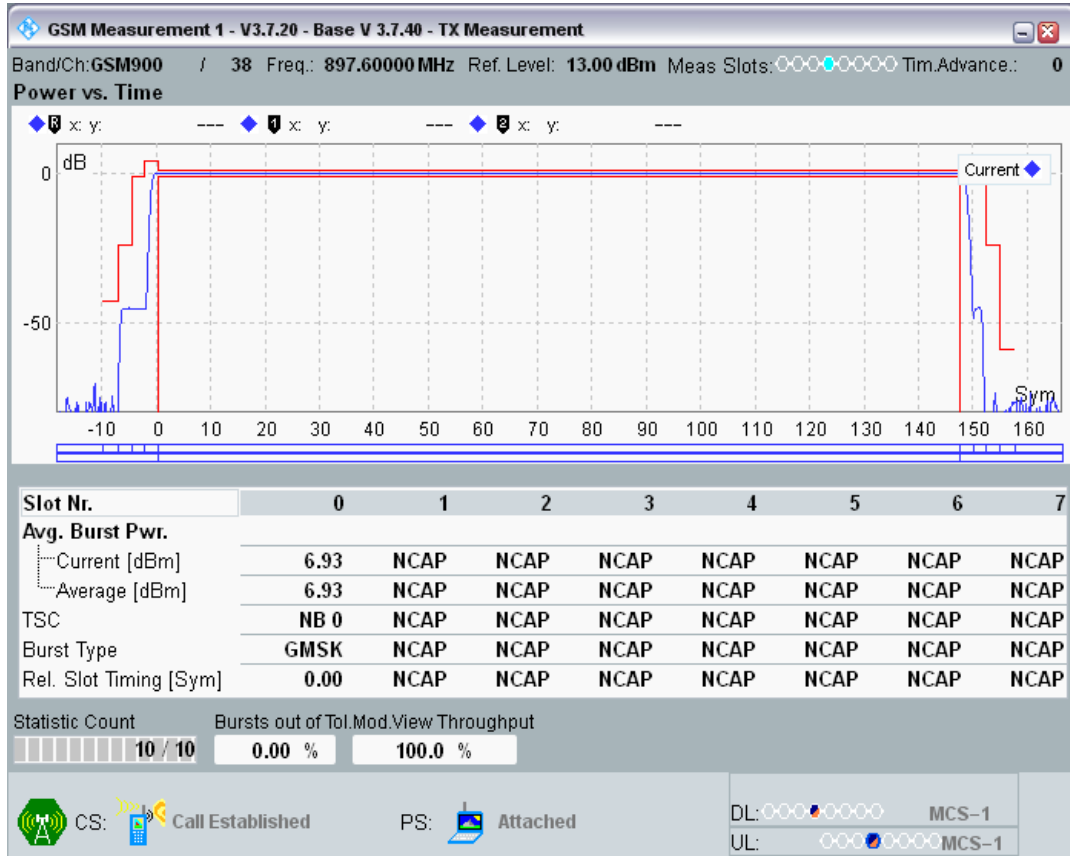 GSM Measurement 1 - V3.7.20 - Base V 3.7.40 - TX Measurement
Band/Ch:GSM900 / 38 Freq.: 897.60000 MHz Ref. Level: 13.00 dBm Meas Slots: Tim.Advance.: 0
Power vs. Time
R x: y: --- 1 x: y: --- 2 x: y: ---
dB
Current
0
-50
Sym
-10 0 10 20 30 40 50 60 70 80 90 100 110 120 130 140 150 160
Slot Nr. 0 1 2 3 4 5 6 7
Avg. Burst Pwr.
Current [dBm] 6.93 NCAP NCAP NCAP NCAP NCAP NCAP NCAP
Average [dBm] 6.93 NCAP NCAP NCAP NCAP NCAP NCAP NCAP
TSC NB 0 NCAP NCAP NCAP NCAP NCAP NCAP NCAP
Burst Type GMSK NCAP NCAP NCAP NCAP NCAP NCAP NCAP
Rel. Slot Timing [Sym] 0.00 NCAP NCAP NCAP NCAP NCAP NCAP NCAP
Statistic Count Bursts out of Tol.Mod.View Throughput
10 / 10 0.00 % 100.0 %
CS: Call Established PS: Attached
DL: MCS-1
UL: MCS-1